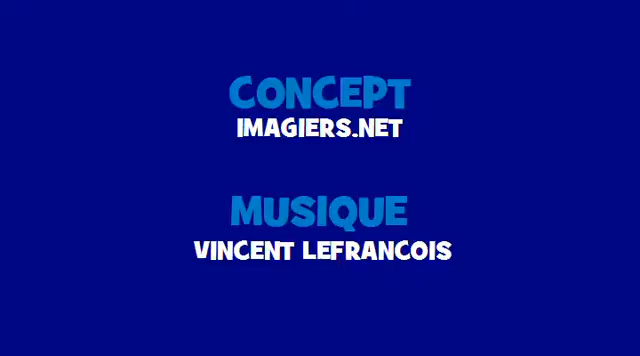 CONCEPT
IMAGIERS.NET
MUSIQUE
VINCENT LEFRANCOIS